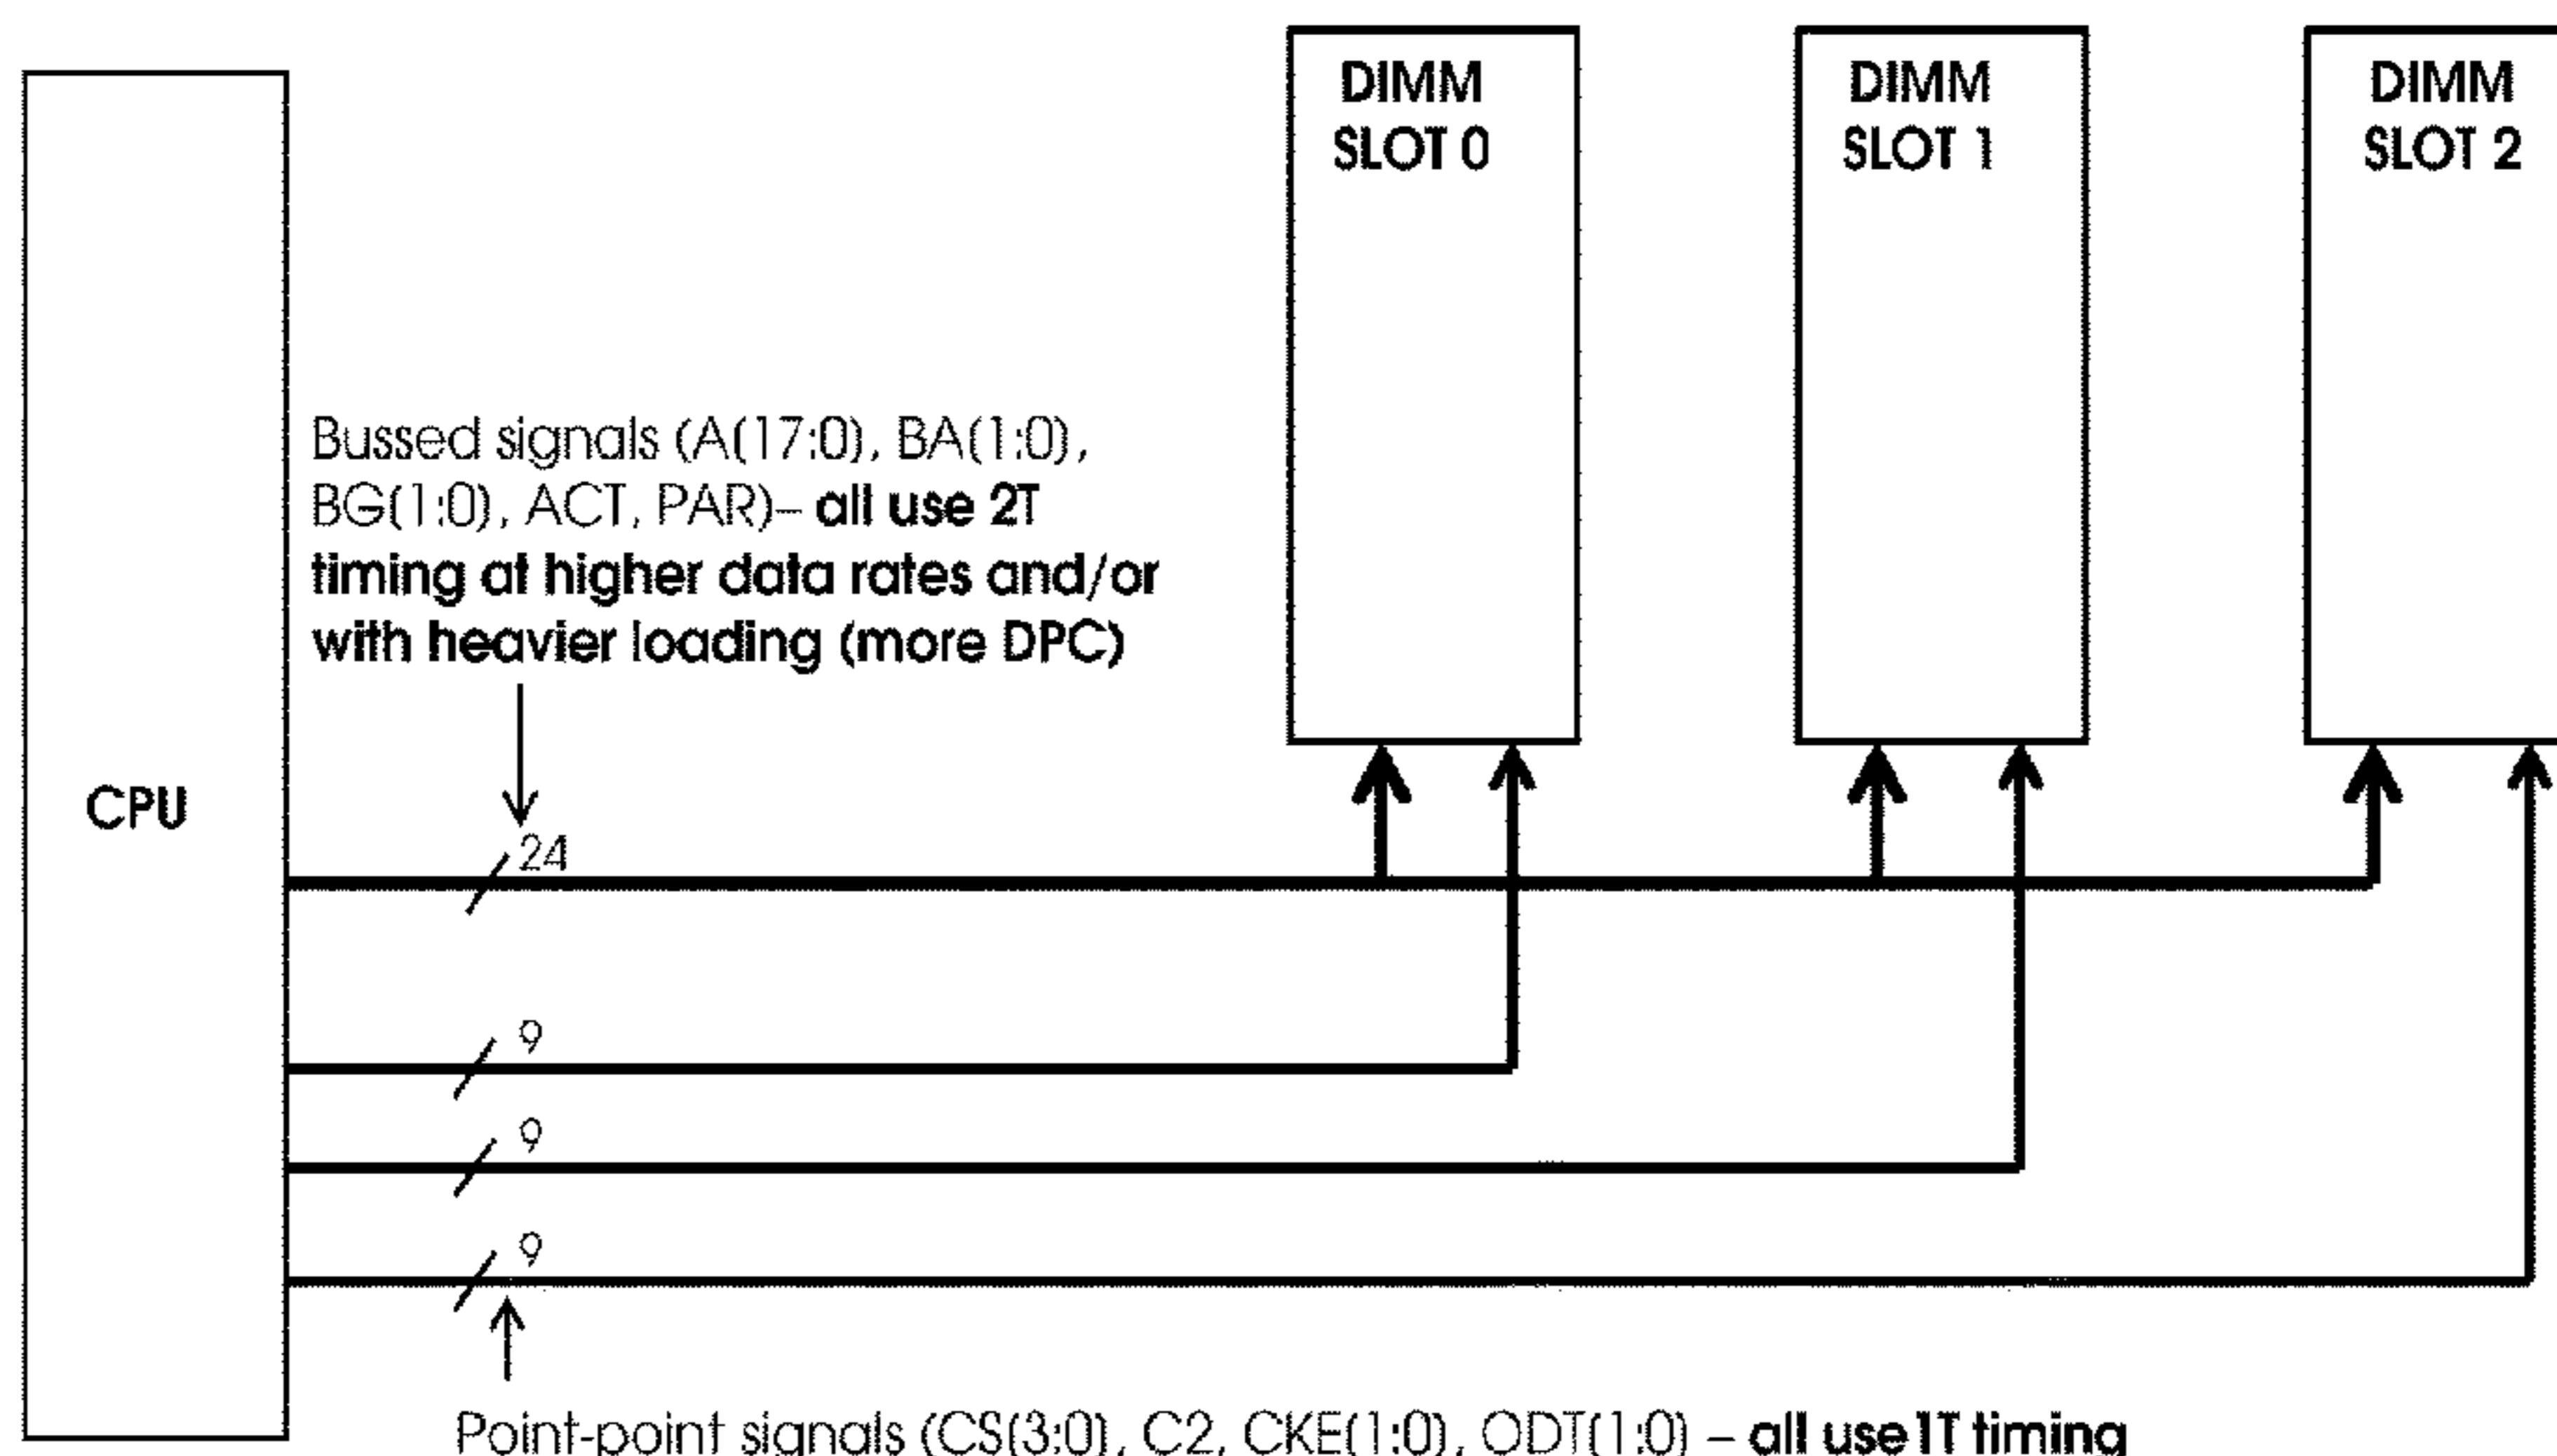 DIMM
SLOT 0
DIMM
SLOT 1
DIMM
SLOT 2
Bussed signals (A(17:0), BA(1:0),
BG(1:0), ACT, PAR)– all use 2T
timing at higher data rates and/or
with heavier loading (more DPC)
CPU
24
9
9
9
Point-point signals (CS(3:0), C2, CKE(1:0), ODT(1:0) – all use1T timing